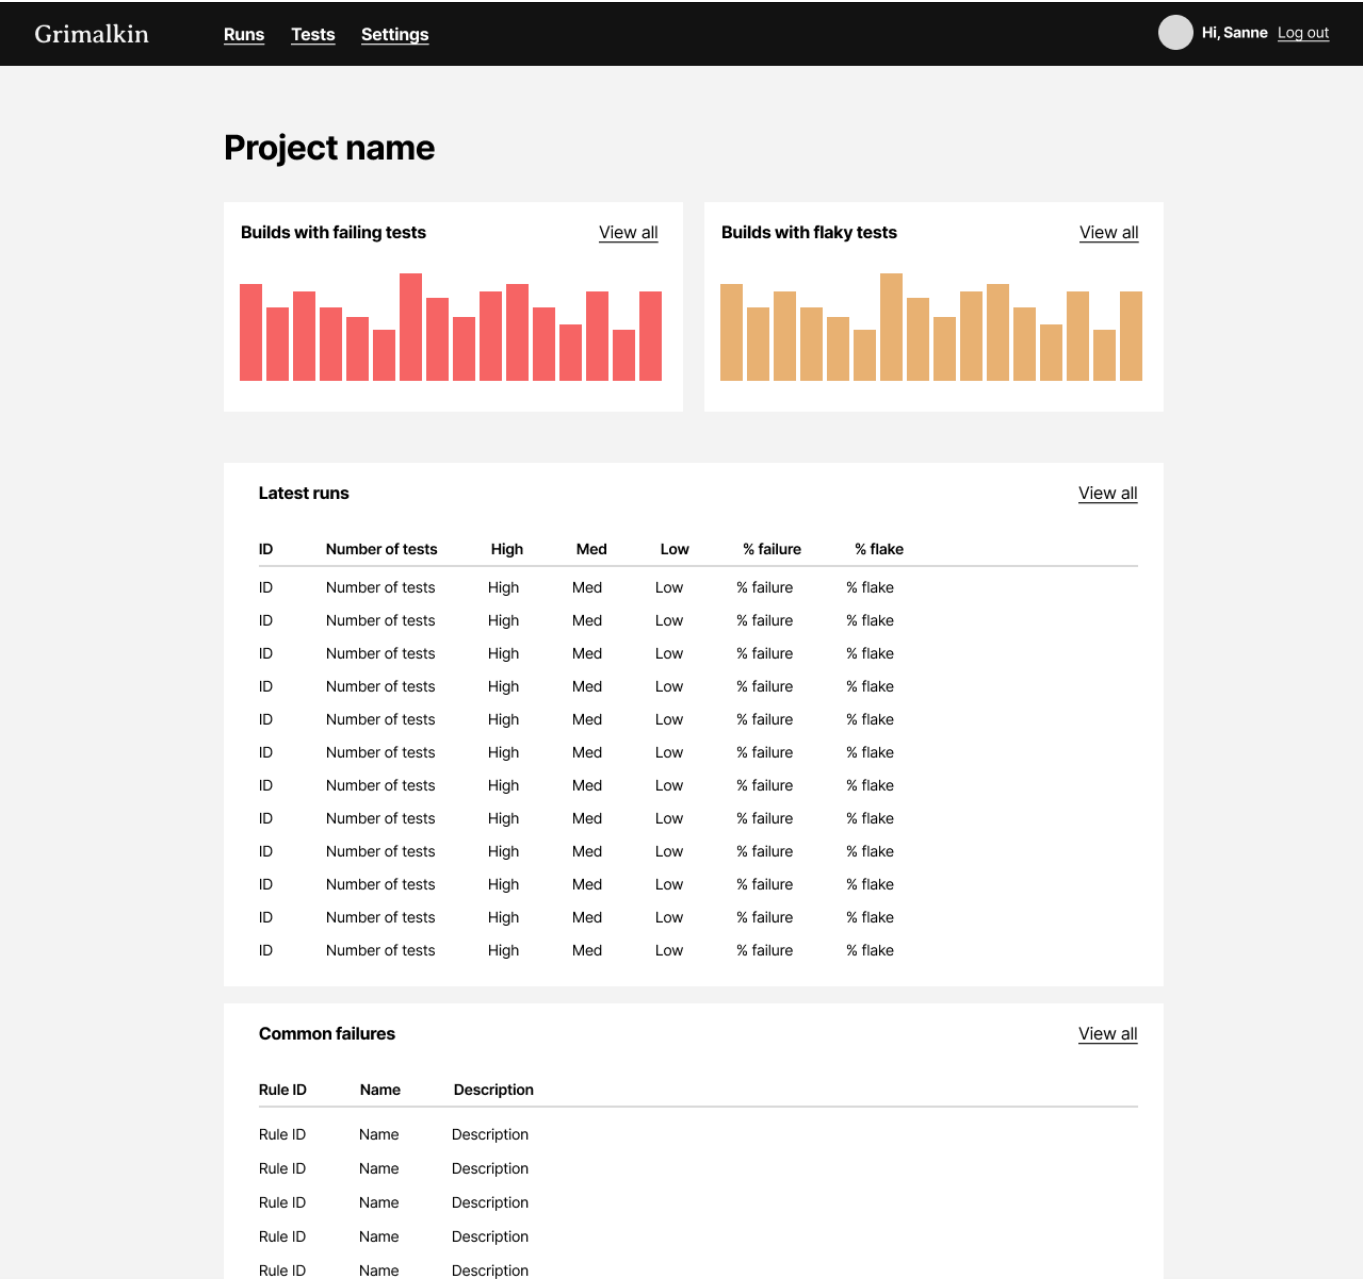 Grimalkin Runs Tests Settings Hi, Sanne Log out
Project name
Builds with failing tests View all
Builds with flaky tests View all
Latest runs View all
ID Number of tests High Med Low % failure % flake
ID Number of tests High Med Low % failure % flake
ID Number of tests High Med Low % failure % flake
ID Number of tests High Med Low % failure % flake
ID Number of tests High Med Low % failure % flake
ID Number of tests High Med Low % failure % flake
ID Number of tests High Med Low % failure % flake
ID Number of tests High Med Low % failure % flake
ID Number of tests High Med Low % failure % flake
ID Number of tests High Med Low % failure % flake
ID Number of tests High Med Low % failure % flake
ID Number of tests High Med Low % failure % flake
ID Number of tests High Med Low % failure % flake
Common failures View all
Rule ID Name Description
Rule ID Name Description
Rule ID Name Description
Rule ID Name Description
Rule ID Name Description
Rule ID Name Description